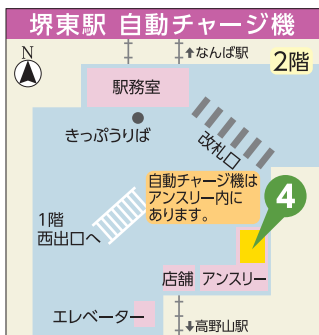 堺東駅 自動チャージ機
N
↑なんば駅
2階
駅務室
きっぷうりば
改札口
自動チャージ機は
アンスリー内に
あります。
4
1階
西出口へ
店舗
アンスリー
エレベーター
↓高野山駅